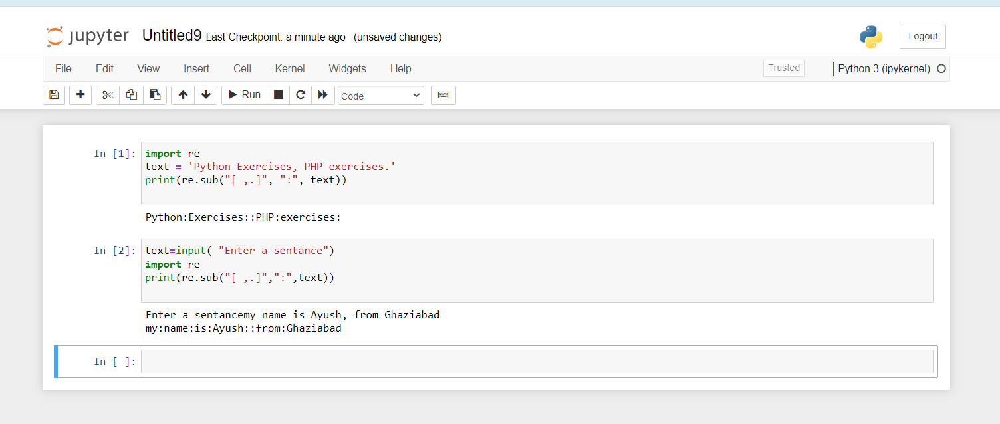 jupyter Untitled9 Last Checkpoint: a minute ago (unsaved changes) Logout
File Edit View Insert Cell Kernel Widgets Help Trusted Python 3 (ipykernel)
Run Code
In [1]: import re
text = 'Python Exercises, PHP exercises.'
print(re.sub("[ ,.]", ":", text))
Python:Exercises::PHP:exercises:
In [2]: text=input( "Enter a sentance")
import re
print(re.sub("[ ,.]",":",text))
Enter a sentancemy name is Ayush, from Ghaziabad
my:name:is:Ayush::from:Ghaziabad
In [ ]: